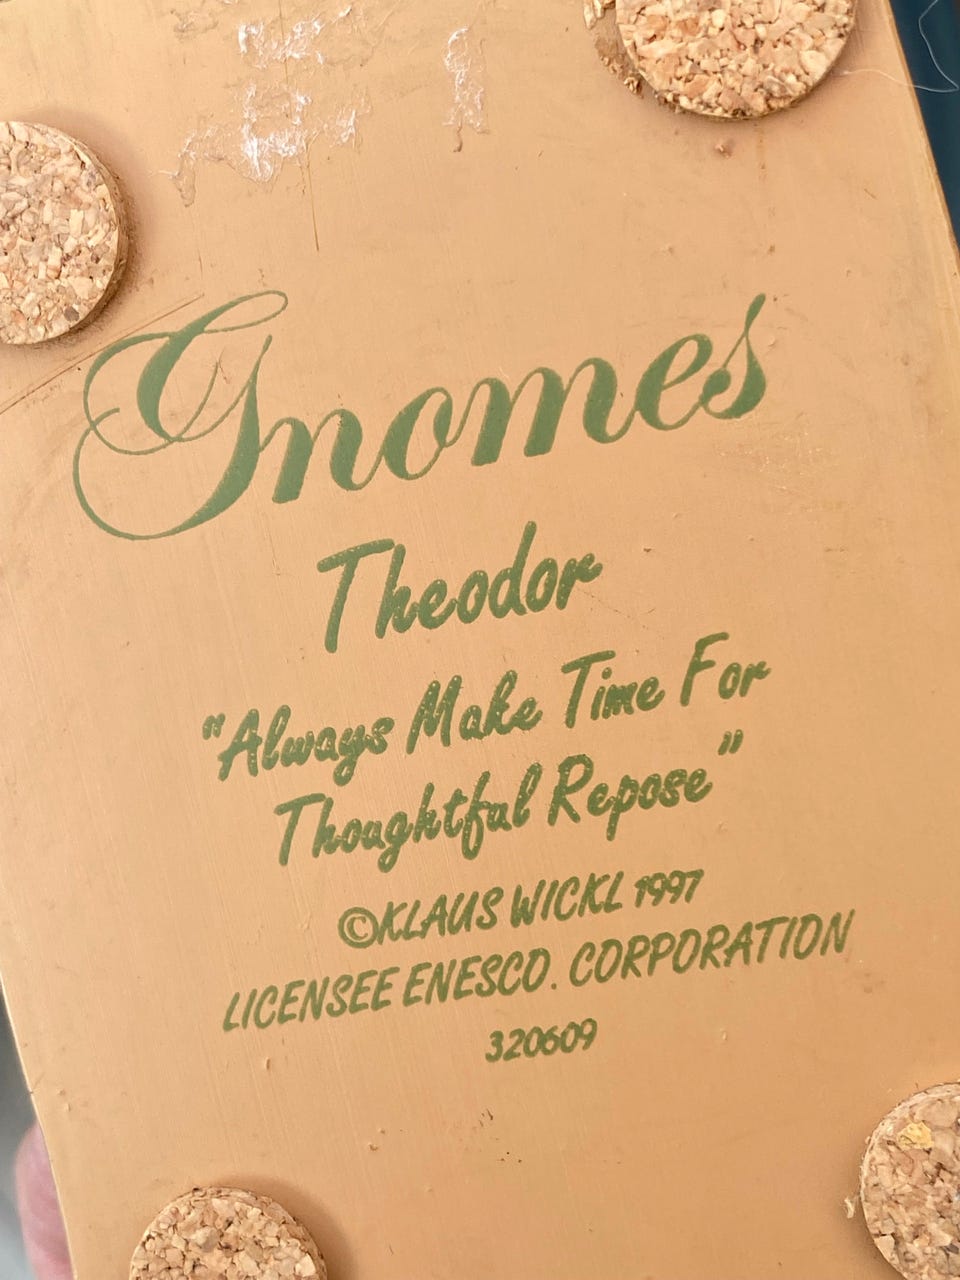 Gnomes
Theodor
"Always Make Time For
Thoughtful Repose"
©KLAUS WICKL 1997
LICENSEE ENESCO. CORPORATION
320609